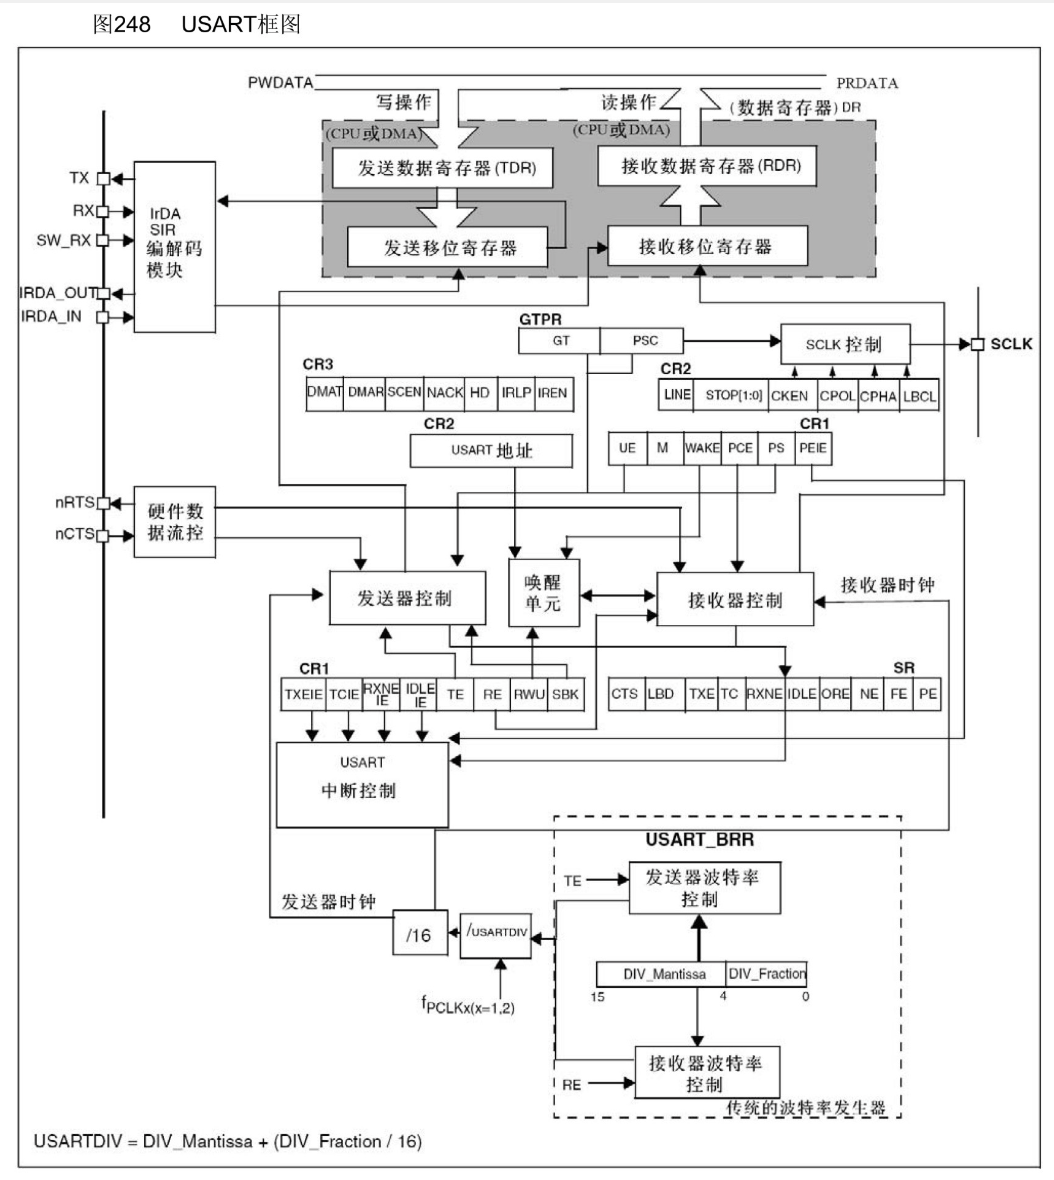 图248 USART框图
PWDATA
PRDATA
写操作
读操作
(数据寄存器) DR
(CPU或DMA)
(CPU或DMA)
发送数据寄存器(TDR)
接收数据寄存器(RDR)
发送移位寄存器
接收移位寄存器
TX
RX
SW_RX
IRDA_OUT
IRDA_IN
IrDA
SIR
编解码
模块
GTPR
GT
PSC
SCLK 控制
SCLK
CR3
DMAT
DMAR
SCEN
NACK
HD
IRLP
IREN
CR2
LINE
STOP[1:0]
CKEN
CPOL
CPHA
LBCL
CR2
USART 地址
CR1
UE
M
WAKE
PCE
PS
PEIE
nRTS
nCTS
硬件数
据流控
发送器控制
唤醒
单元
接收器控制
接收器时钟
CR1
TXEIE
TCIE
RXNE
IE
IDLE
IE
TE
RE
RWU
SBK
SR
CTS
LBD
TXE
TC
RXNE
IDLE
ORE
NE
FE
PE
USART
中断控制
USART_BRR
TE
发送器波特率
控制
发送器时钟
/16
/USARTDIV
fPCLKx(x=1,2)
DIV_Mantissa
DIV_Fraction
15
4
0
RE
接收器波特率
控制
传统的波特率发生器
USARTDIV = DIV_Mantissa + (DIV_Fraction / 16)